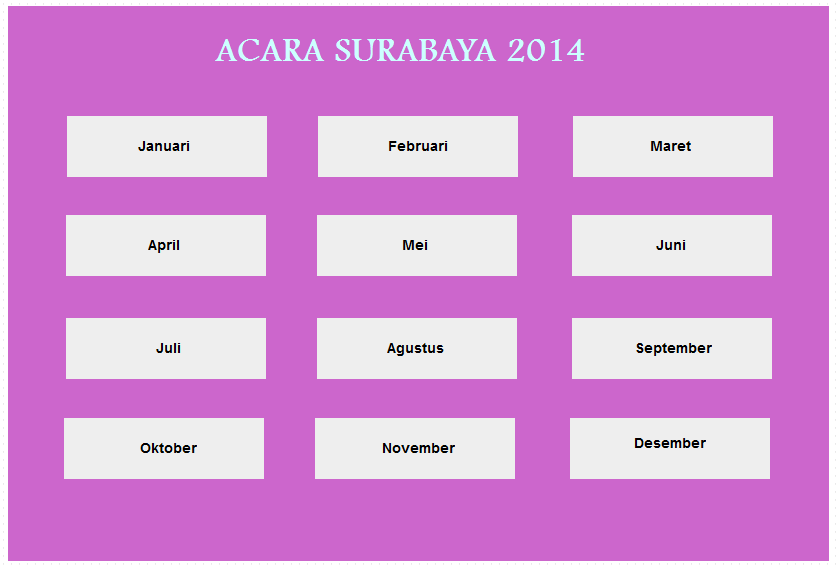 ACARA SURABAYA 2014
Januari
Februari
Maret
April
Mei
Juni
Juli
Agustus
September
Oktober
November
Desember